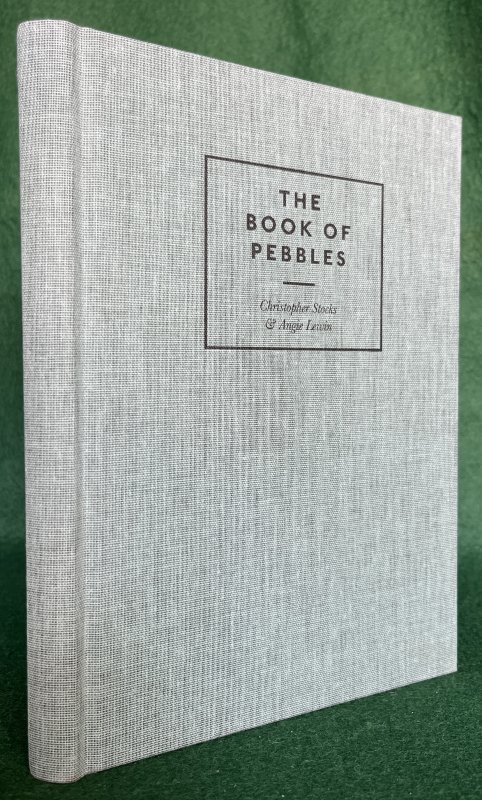 THE
BOOK OF
PEBBLES
Christopher Stocks
& Angie Lewin